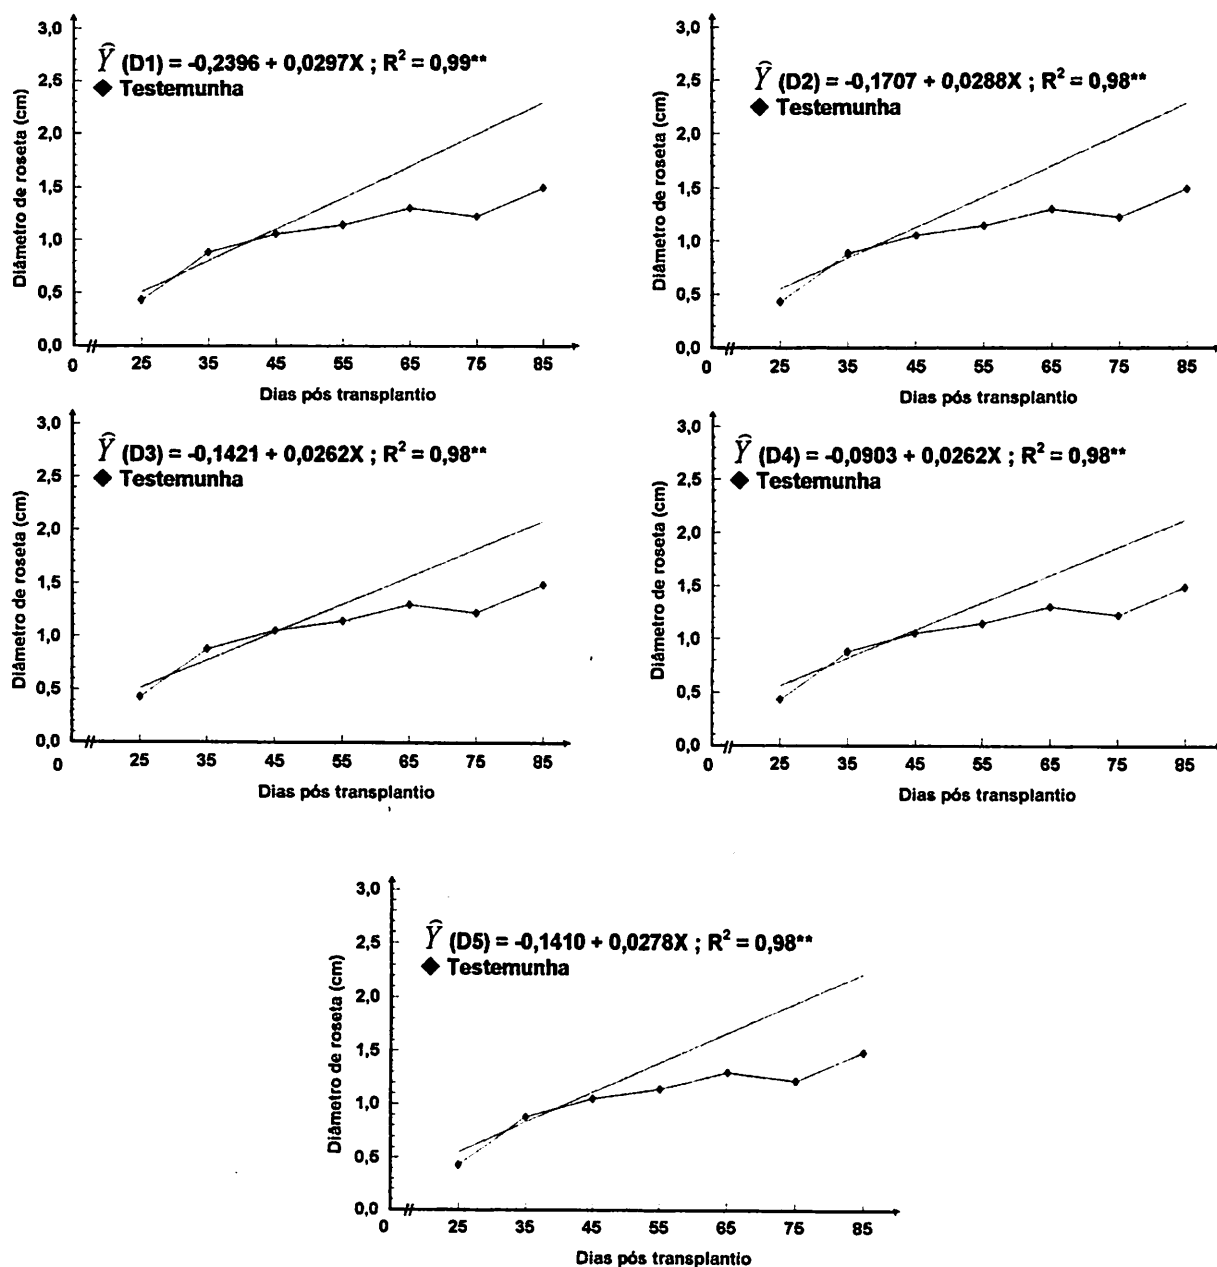 3,0
Ŷ (D1) = -0,2396 + 0,0297X ; R² = 0,99**
◆ Testemunha
2,5
2,0
1,5
1,0
0,5
0,0
Diâmetro de roseta (cm)
0 25 35 45 55 65 75 85
Dias pós transplantio
3,0
Ŷ (D2) = -0,1707 + 0,0288X ; R² = 0,98**
◆ Testemunha
2,5
2,0
1,5
1,0
0,5
0,0
Diâmetro de roseta (cm)
0 25 35 45 55 65 75 85
Dias pós transplantio
3,0
Ŷ (D3) = -0,1421 + 0,0262X ; R² = 0,98**
◆ Testemunha
2,5
2,0
1,5
1,0
0,5
0,0
Diâmetro de roseta (cm)
0 25 35 45 55 65 75 85
Dias pós transplantio
3,0
Ŷ (D4) = -0,0903 + 0,0262X ; R² = 0,98**
◆ Testemunha
2,5
2,0
1,5
1,0
0,5
0,0
Diâmetro de roseta (cm)
0 25 35 45 55 65 75 85
Dias pós transplantio
3,0
Ŷ (D5) = -0,1410 + 0,0278X ; R² = 0,98**
◆ Testemunha
2,5
2,0
1,5
1,0
0,5
0,0
Diâmetro de roseta (cm)
0 25 35 45 55 65 75 85
Dias pós transplantio